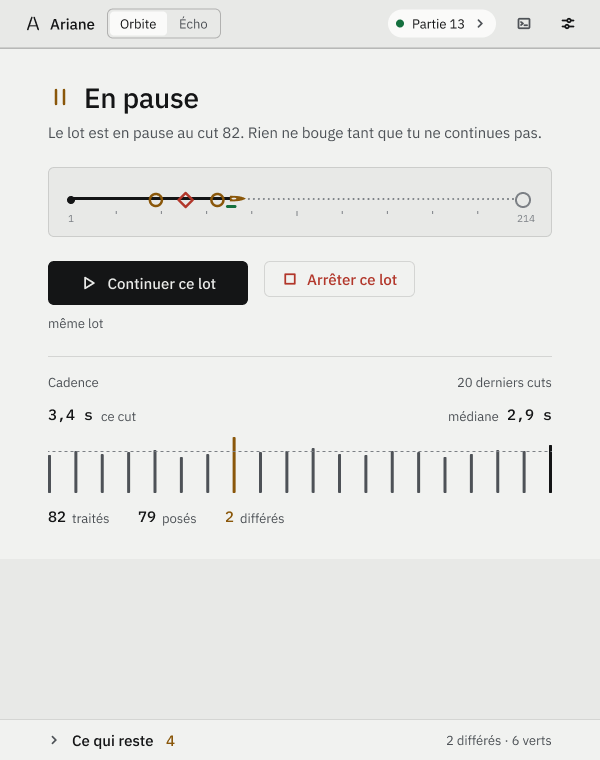 Ariane Orbite Écho Partie 13
En pause
Le lot est en pause au cut 82. Rien ne bouge tant que tu ne continues pas.
1 214
Continuer ce lot Arrêter ce lot
même lot
Cadence 20 derniers cuts
3,4 s ce cut médiane 2,9 s
82 traités 79 posés 2 différés
Ce qui reste 4 2 différés · 6 verts